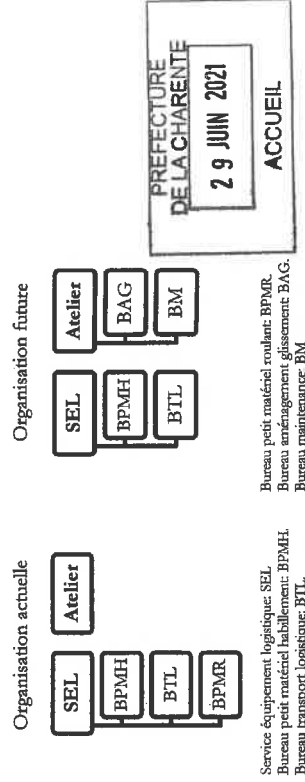 Organisation actuelle
SEL
Atelier
BPMH
BTL
BPMR
Service équipement logistique: SEL
Bureau petit matériel habillement: BPMH.
Bureau transport logistique: BTL.
Organisation future
SEL
Atelier
BPMH
BAG
BTL
BM
Bureau petit matériel roulant: BPMR.
Bureau aménagement glissement: BAG.
Bureau maintenance: BM
PREFECTURE
DE LA CHARENTE
2 9 JUIN 2021
ACCUEIL